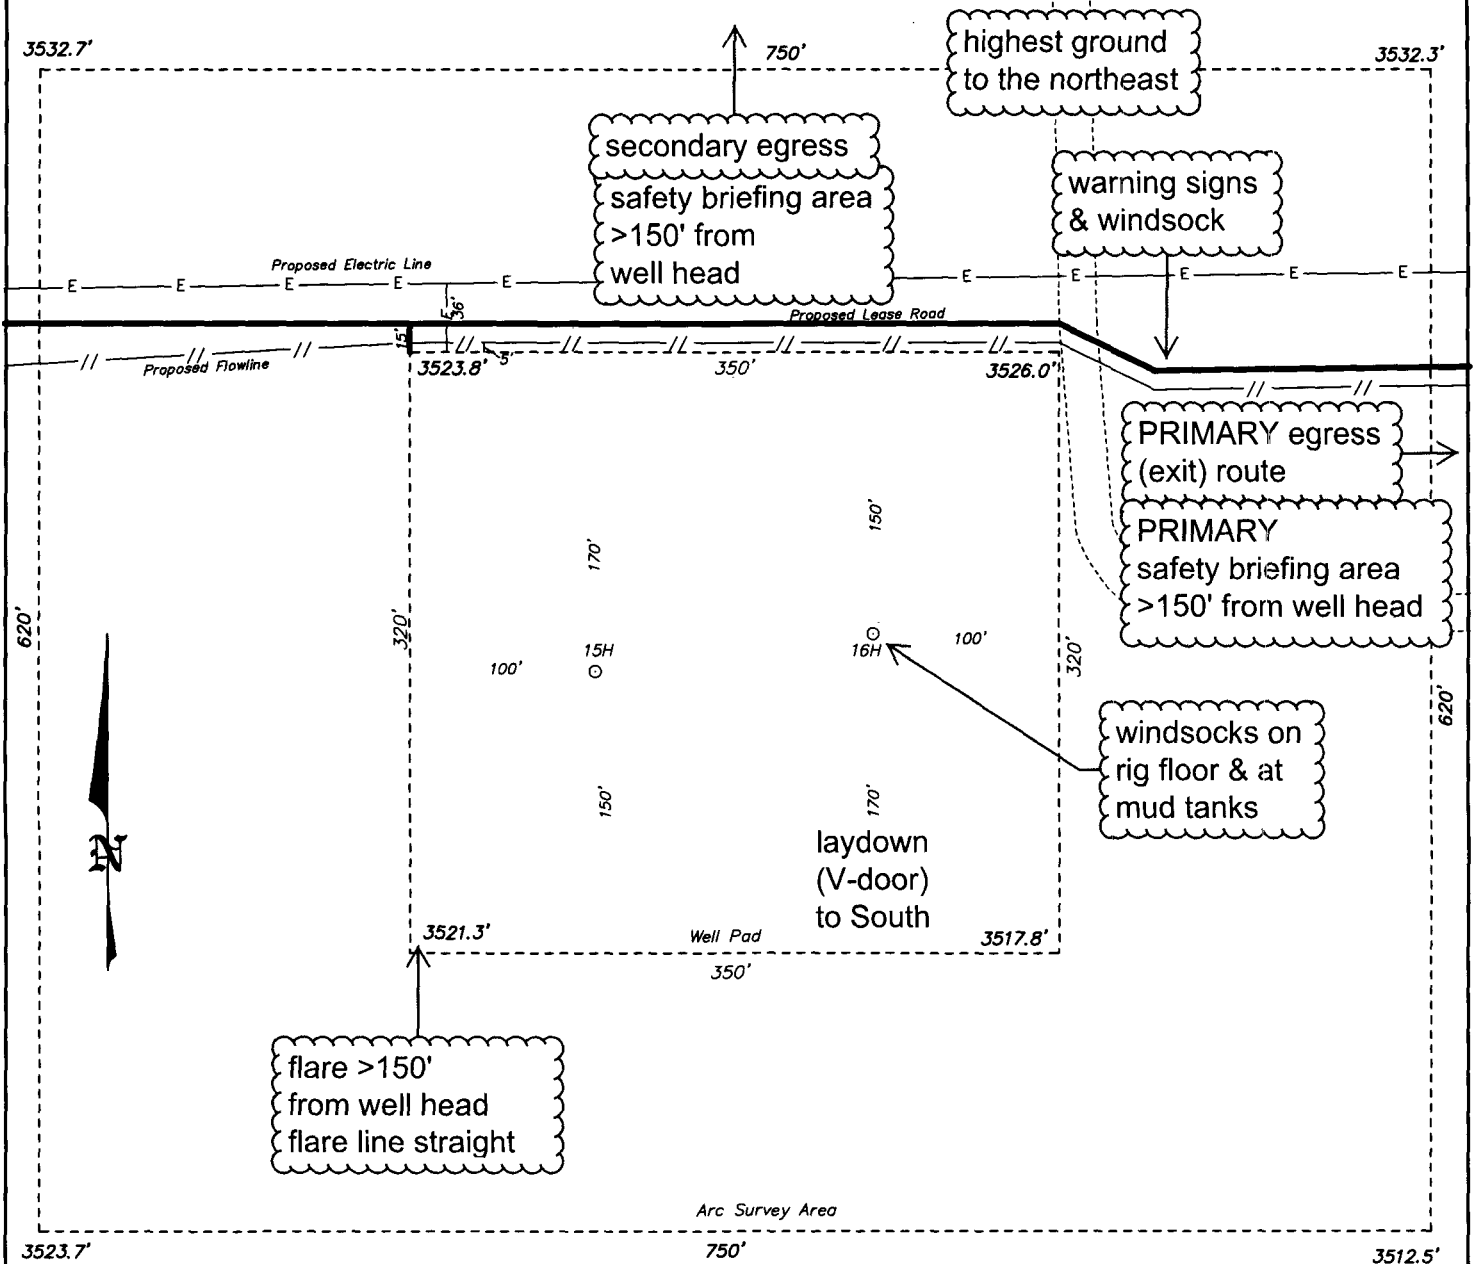 3532.7'
750'
highest ground
to the northeast
3532.3'
secondary egress
safety briefing area
>150' from
well head
warning signs
& windsock
Proposed Electric Line
E E E E E E E E E E
36'
E
Proposed Lease Road
15'
5'
Proposed Flowline
3523.8'
350'
3526.0'
PRIMARY egress
(exit) route
PRIMARY
safety briefing area
>150' from well head
150'
170'
620'
320'
15H
100'
16H
100'
320'
620'
windsocks on
rig floor & at
mud tanks
150'
170'
laydown
(V-door)
to South
N
3521.3'
Well Pad
3517.8'
350'
flare >150'
from well head
flare line straight
Arc Survey Area
3523.7'
750'
3512.5'